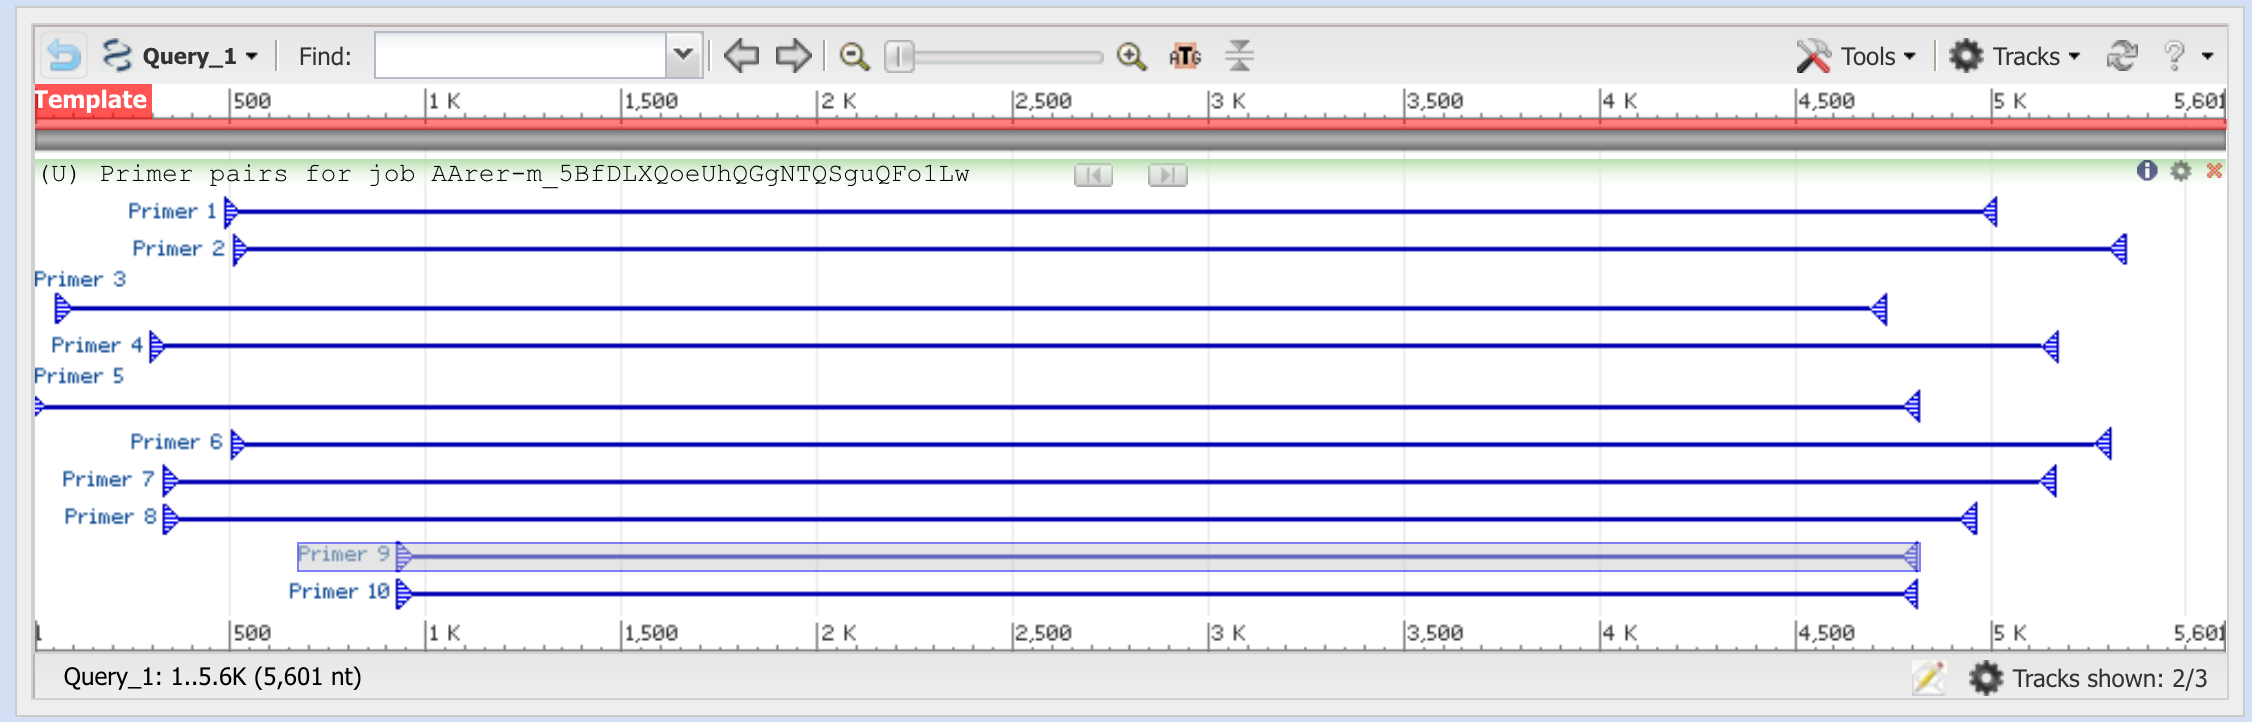 Query_1 Find: ATG Tools Tracks ?
Template 500 1 K 1,500 2 K 2,500 3 K 3,500 4 K 4,500 5 K 5,601
(U) Primer pairs for job AArer-m_5BfDLXQoeUhQGgNTQSguQFo1Lw
Primer 1
Primer 2
Primer 3
Primer 4
Primer 5
Primer 6
Primer 7
Primer 8
Primer 9
Primer 10
1 500 1 K 1,500 2 K 2,500 3 K 3,500 4 K 4,500 5 K 5,601
Query_1: 1..5.6K (5,601 nt) Tracks shown: 2/3